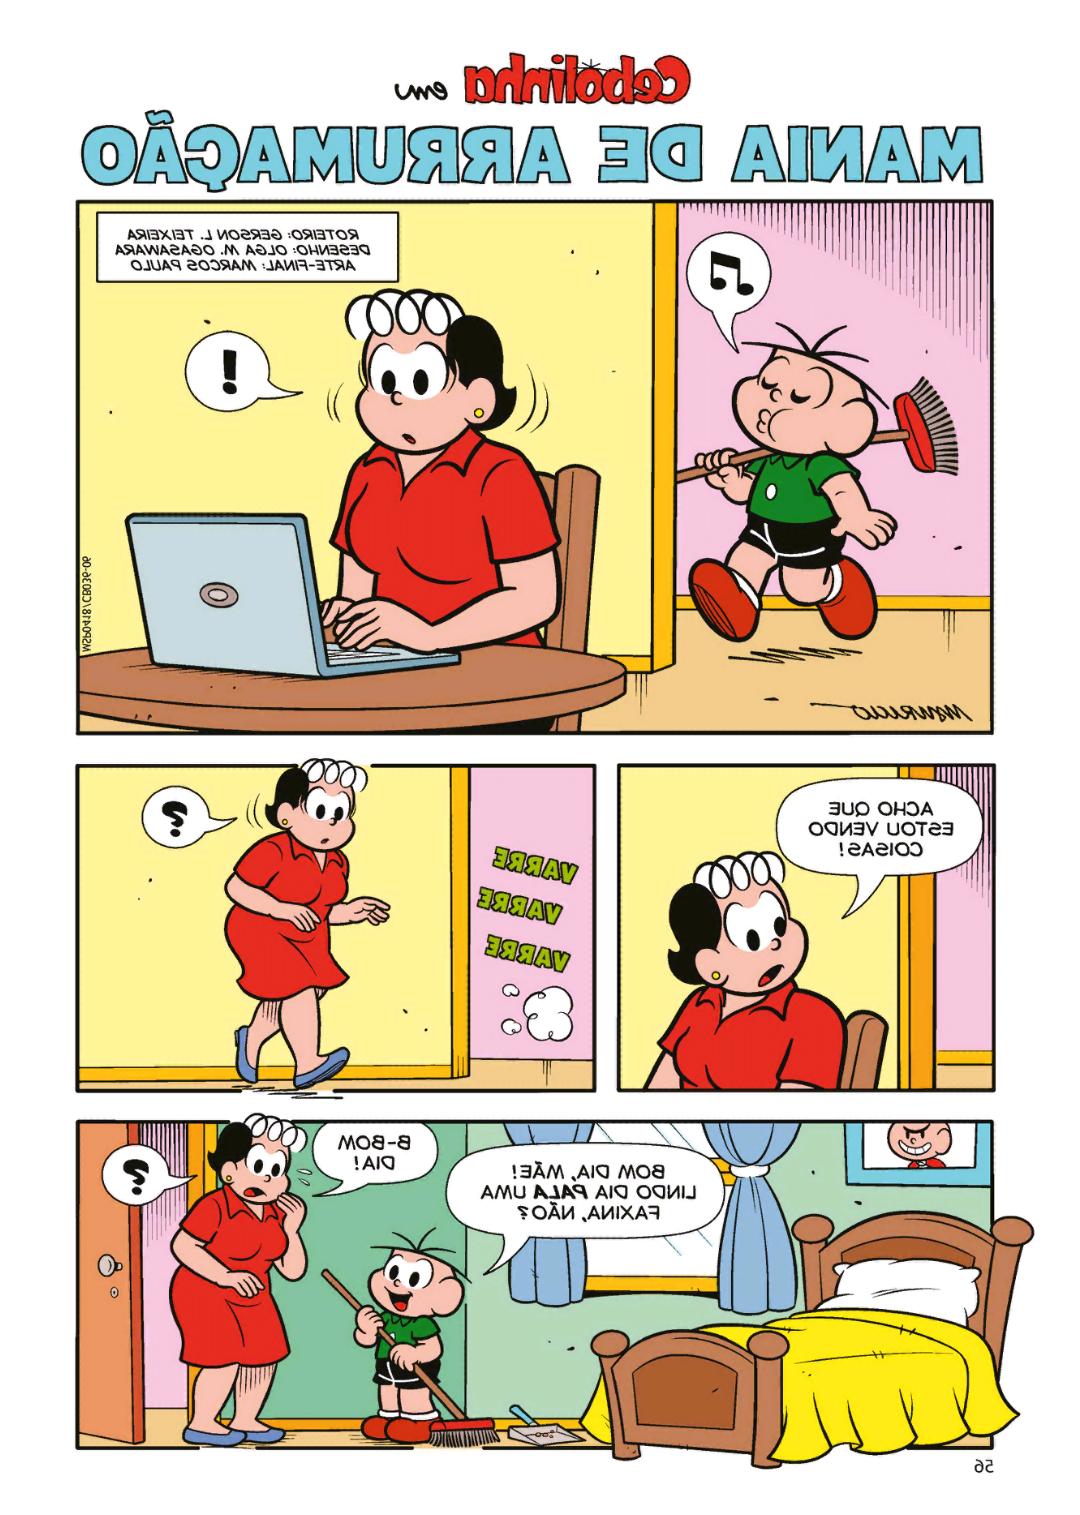 Cebolinha em
MANIA DE ARRUMAÇÃO
ROTEIRO: GERSON L. TEIXEIRA
DESENHO: OLGA M. OGASAWARA
ARTE-FINAL: MARCOS PAULO
!
MAURICIO
ACHO QUE
ESTOU VENDO
COISAS!
?
VARRE
VARRE
VARRE
BOM DIA, MÃE!
LINDO DIA PALA UMA
FAXINA, NÃO?
B-BOM
DIA!
?
56